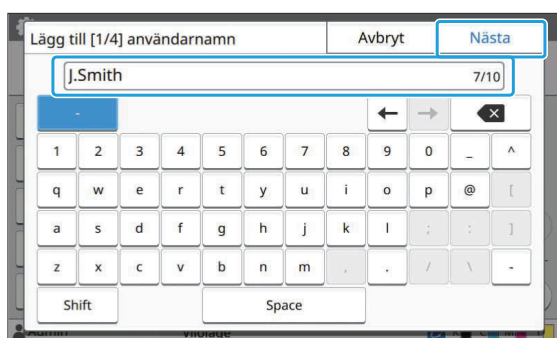 Lägg till [1/4] användarnamn Avbryt Nästa
J.Smith 7/10
- ← → ×
1 2 3 4 5 6 7 8 9 0 _ ^
q w e r t y u i o p @ [
a s d f g h j k l ; : ]
z x c v b n m , . / \ -
Shift Space